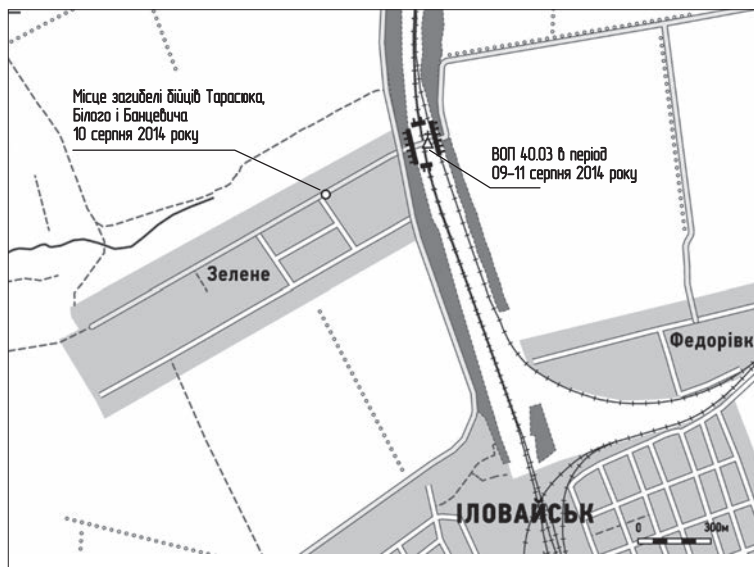 Місце загибелі бійців Тарасюка,
Білого і Банцевича
10 серпня 2014 року
ВОП 40.03 в період
09–11 серпня 2014 року
Зелене
Федорівк
ІЛОВАЙСЬК
0 300м